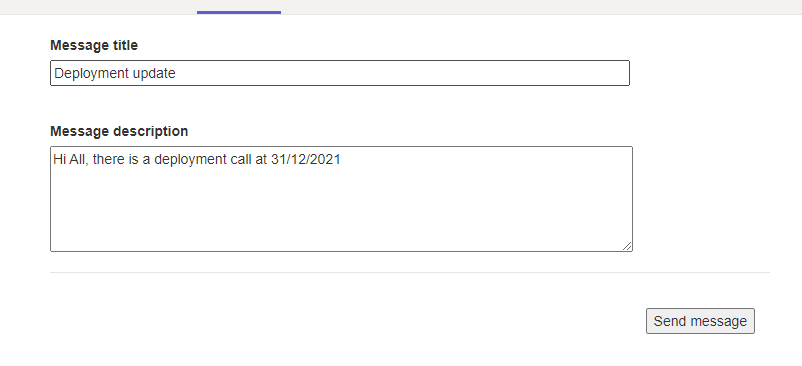 Message title
Deployment update
Message description
Hi All, there is a deployment call at 31/12/2021
Send message